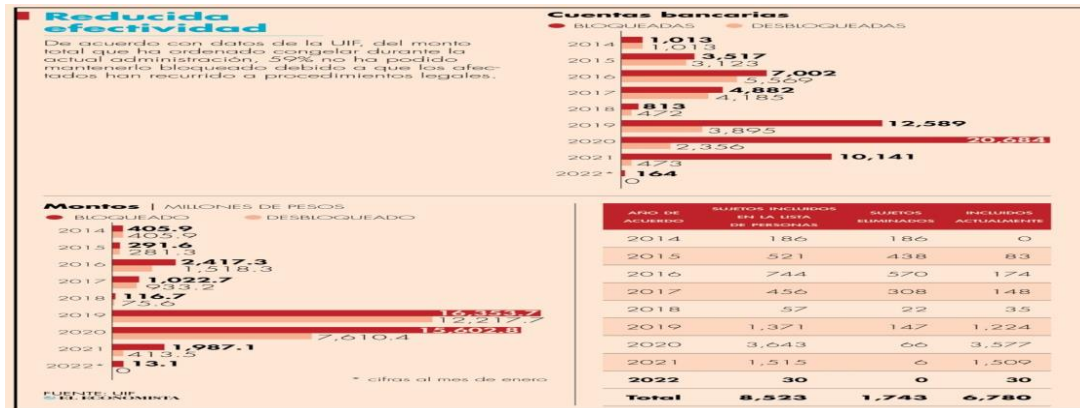 Reducida
efectividad
De acuerdo con datos de la UIF, del monto
total que ha ordenado congelar durante la
actual administración, 59% no ha podido
mantenerlo bloqueado debido a que los afec-
tados han recurrido a procedimientos legales.
Cuentas bancarias
BLOQUEADAS DESBLOQUEADAS
2014 1,013
1,013
2015 3,517
3,123
2016 7,002
5,569
2017 4,882
4,185
2018 813
472
2019 12,589
3,895
2020 20,684
2,356
2021 10,141
473
2022* 164
0
Montos | MILLONES DE PESOS
BLOQUEADO DESBLOQUEADO
2014 405.9
405.9
2015 291.6
281.3
2016 2,417.3
1,518.3
2017 1,022.7
933.2
2018 116.7
75.6
2019 16,353.7
12,217.7
2020 15,602.8
7,610.4
2021 1,987.1
413.5
2022* 13.1
0
* cifras al mes de enero
FUENTE: UIF
EL ECONOMISTA
AÑO DE ACUERDO SUJETOS INCLUIDOS EN LA LISTA DE PERSONAS SUJETOS ELIMINADOS INCLUIDOS ACTUALMENTE
2014 186 186 0
2015 521 438 83
2016 744 570 174
2017 456 308 148
2018 57 22 35
2019 1,371 147 1,224
2020 3,643 66 3,577
2021 1,515 6 1,509
2022 30 0 30
Total 8,523 1,743 6,780